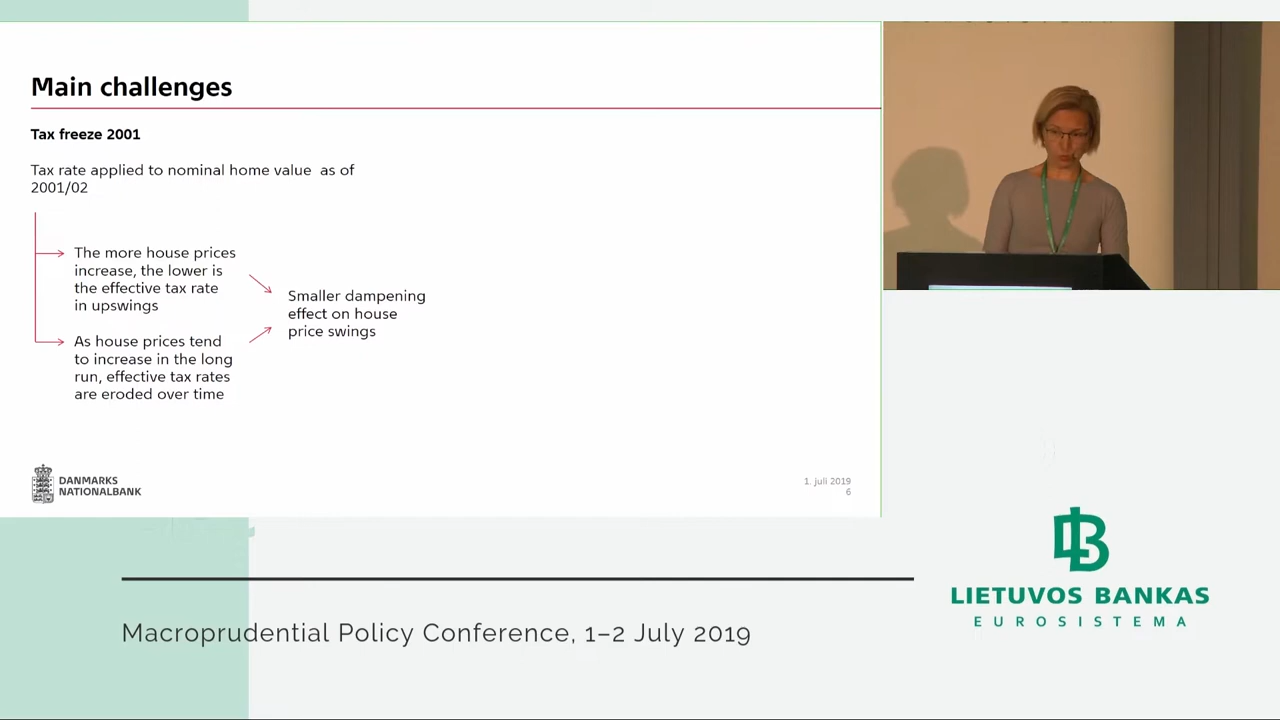 Main challenges
Tax freeze 2001
Tax rate applied to nominal home value as of
2001/02
The more house prices
increase, the lower is
the effective tax rate
in upswings
As house prices tend
to increase in the long
run, effective tax rates
are eroded over time
Smaller dampening
effect on house
price swings
DANMARKS
NATIONALBANK
1. juli 2019
6
LIETUVOS BANKAS
EUROSISTEMA
Macroprudential Policy Conference, 1–2 July 2019